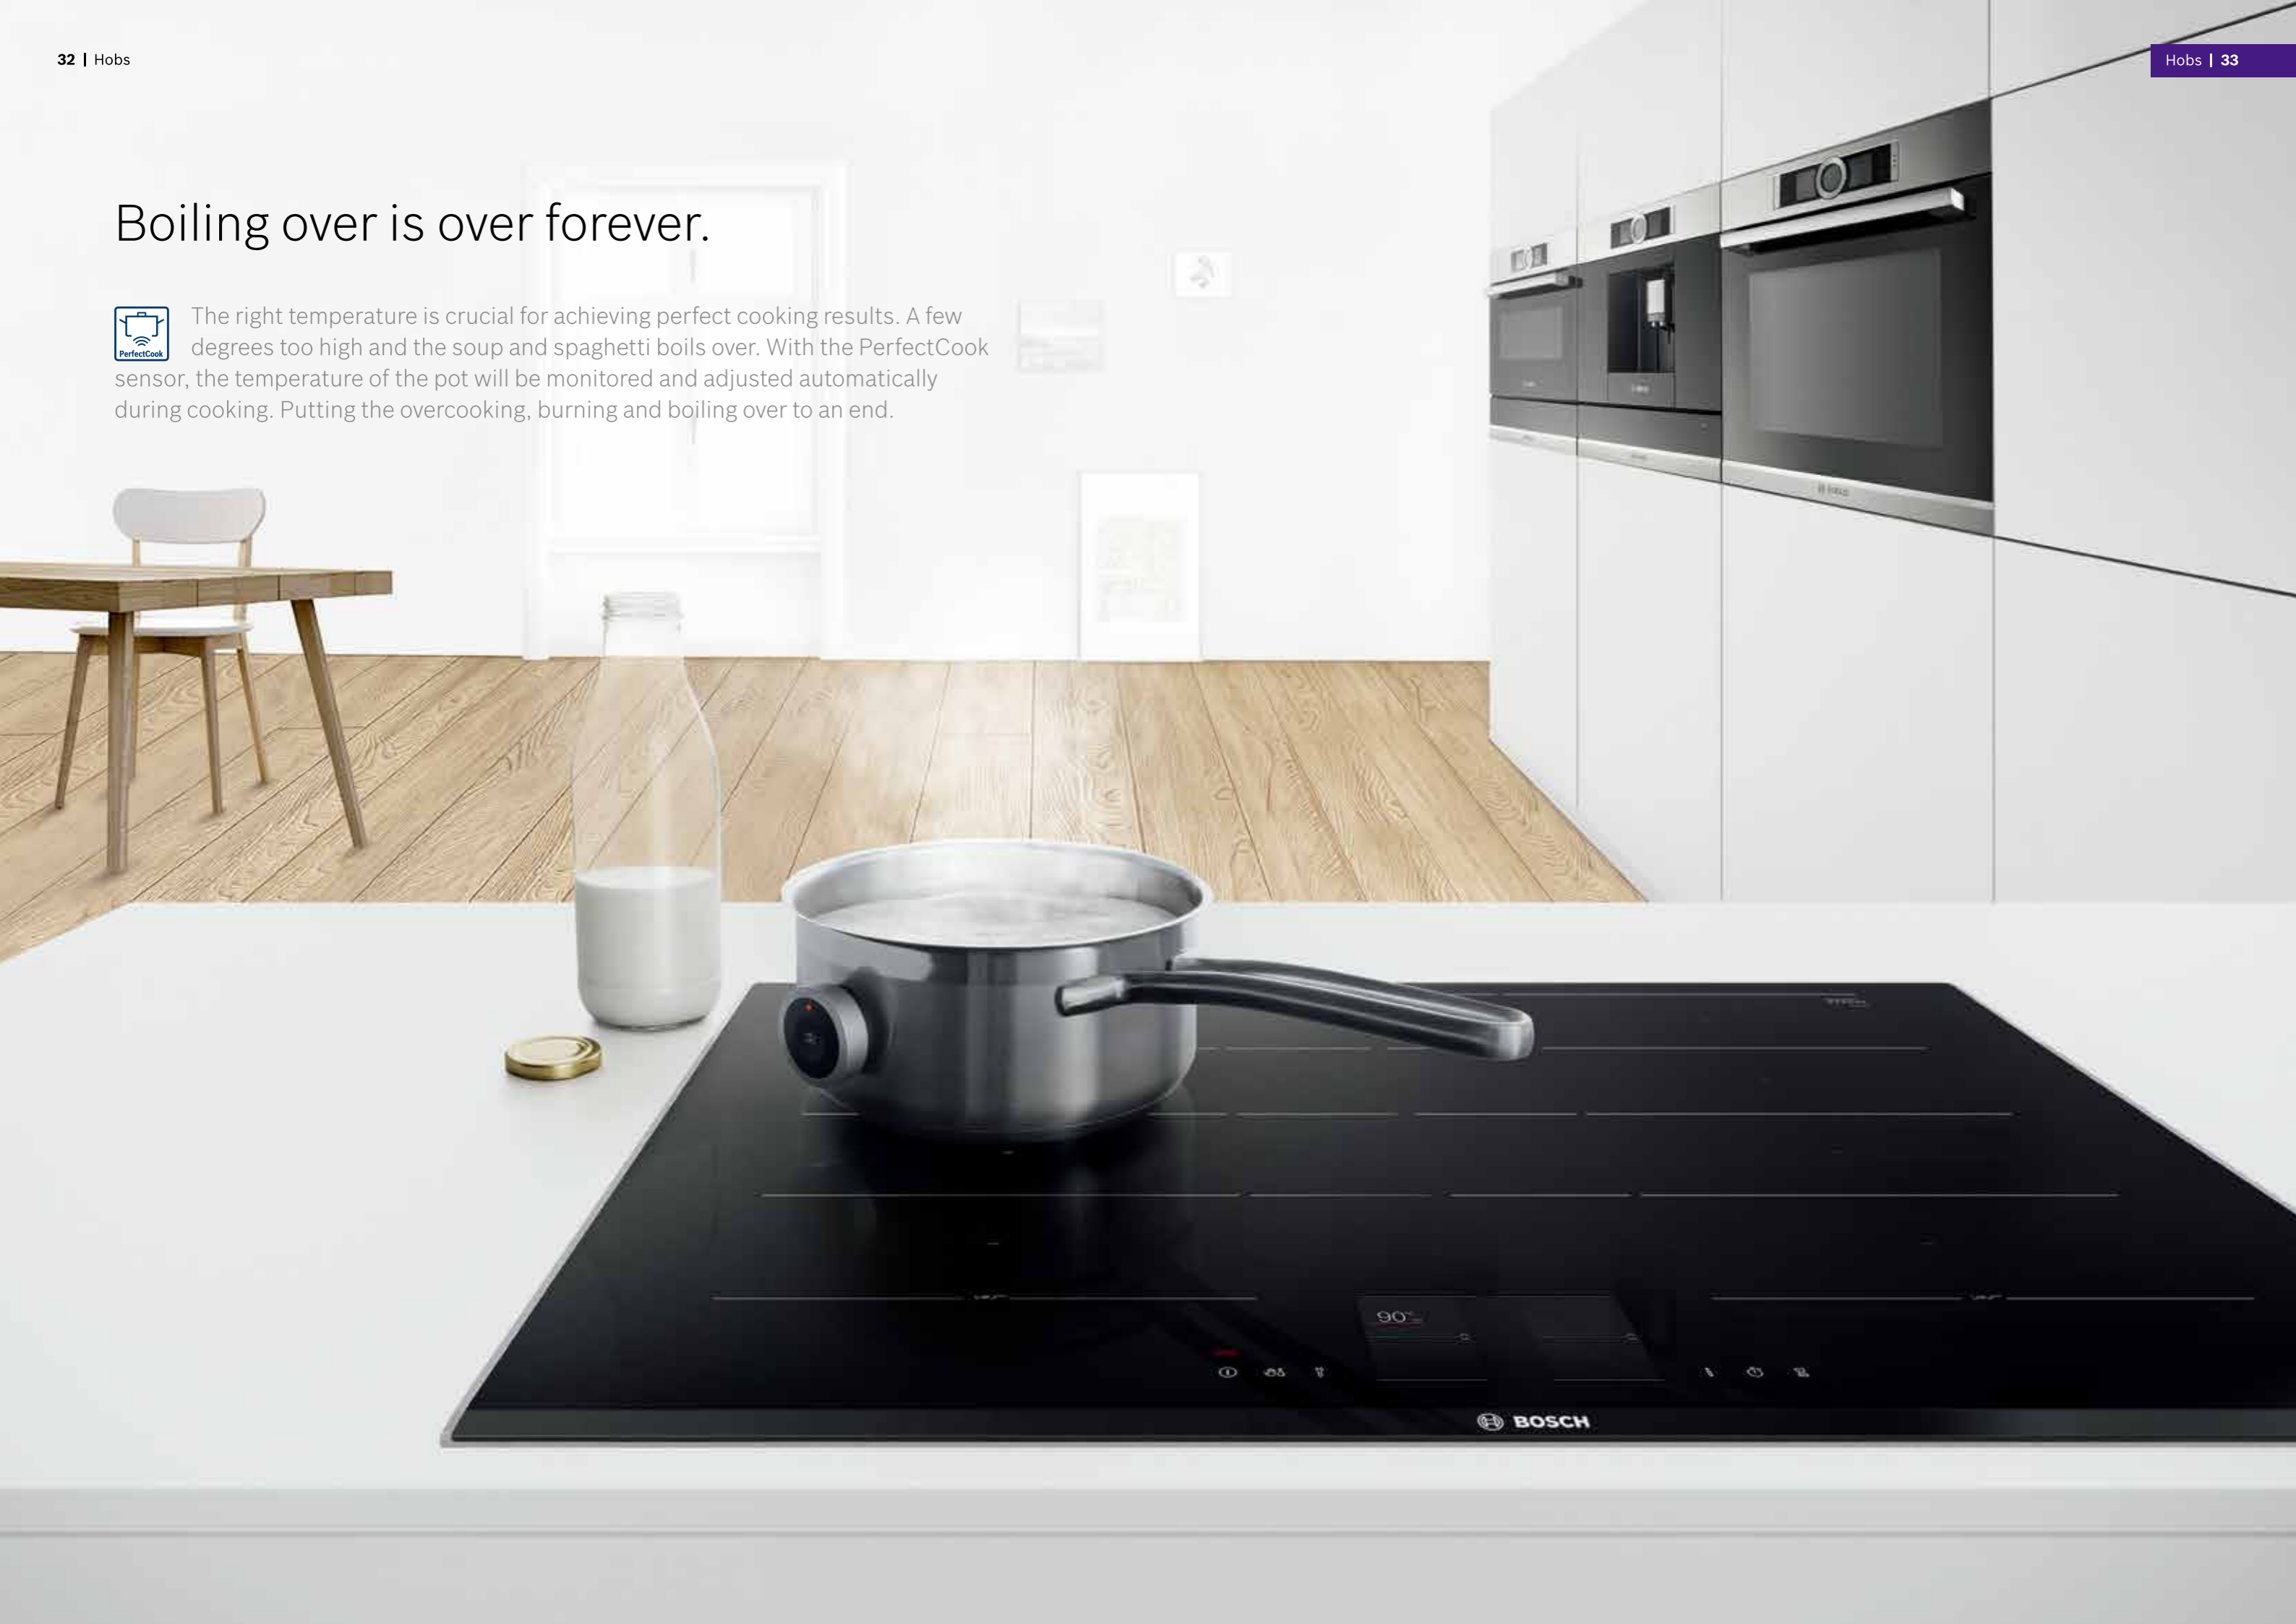 32 | Hobs
Hobs | 33
Boiling over is over forever.
The right temperature is crucial for achieving perfect cooking results. A few
degrees too high and the soup and spaghetti boils over. With the PerfectCook
PerfectCook
sensor, the temperature of the pot will be monitored and adjusted automatically
during cooking. Putting the overcooking, burning and boiling over to an end.
90°
BOSCH